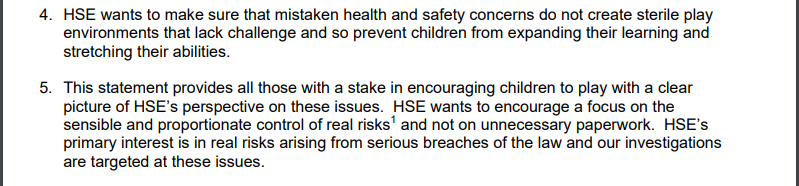 4. HSE wants to make sure that mistaken health and safety concerns do not create sterile play
environments that lack challenge and so prevent children from expanding their learning and
stretching their abilities.
5. This statement provides all those with a stake in encouraging children to play with a clear
picture of HSE's perspective on these issues.  HSE wants to encourage a focus on the
sensible and proportionate control of real risks¹ and not on unnecessary paperwork.  HSE's
primary interest is in real risks arising from serious breaches of the law and our investigations
are targeted at these issues.